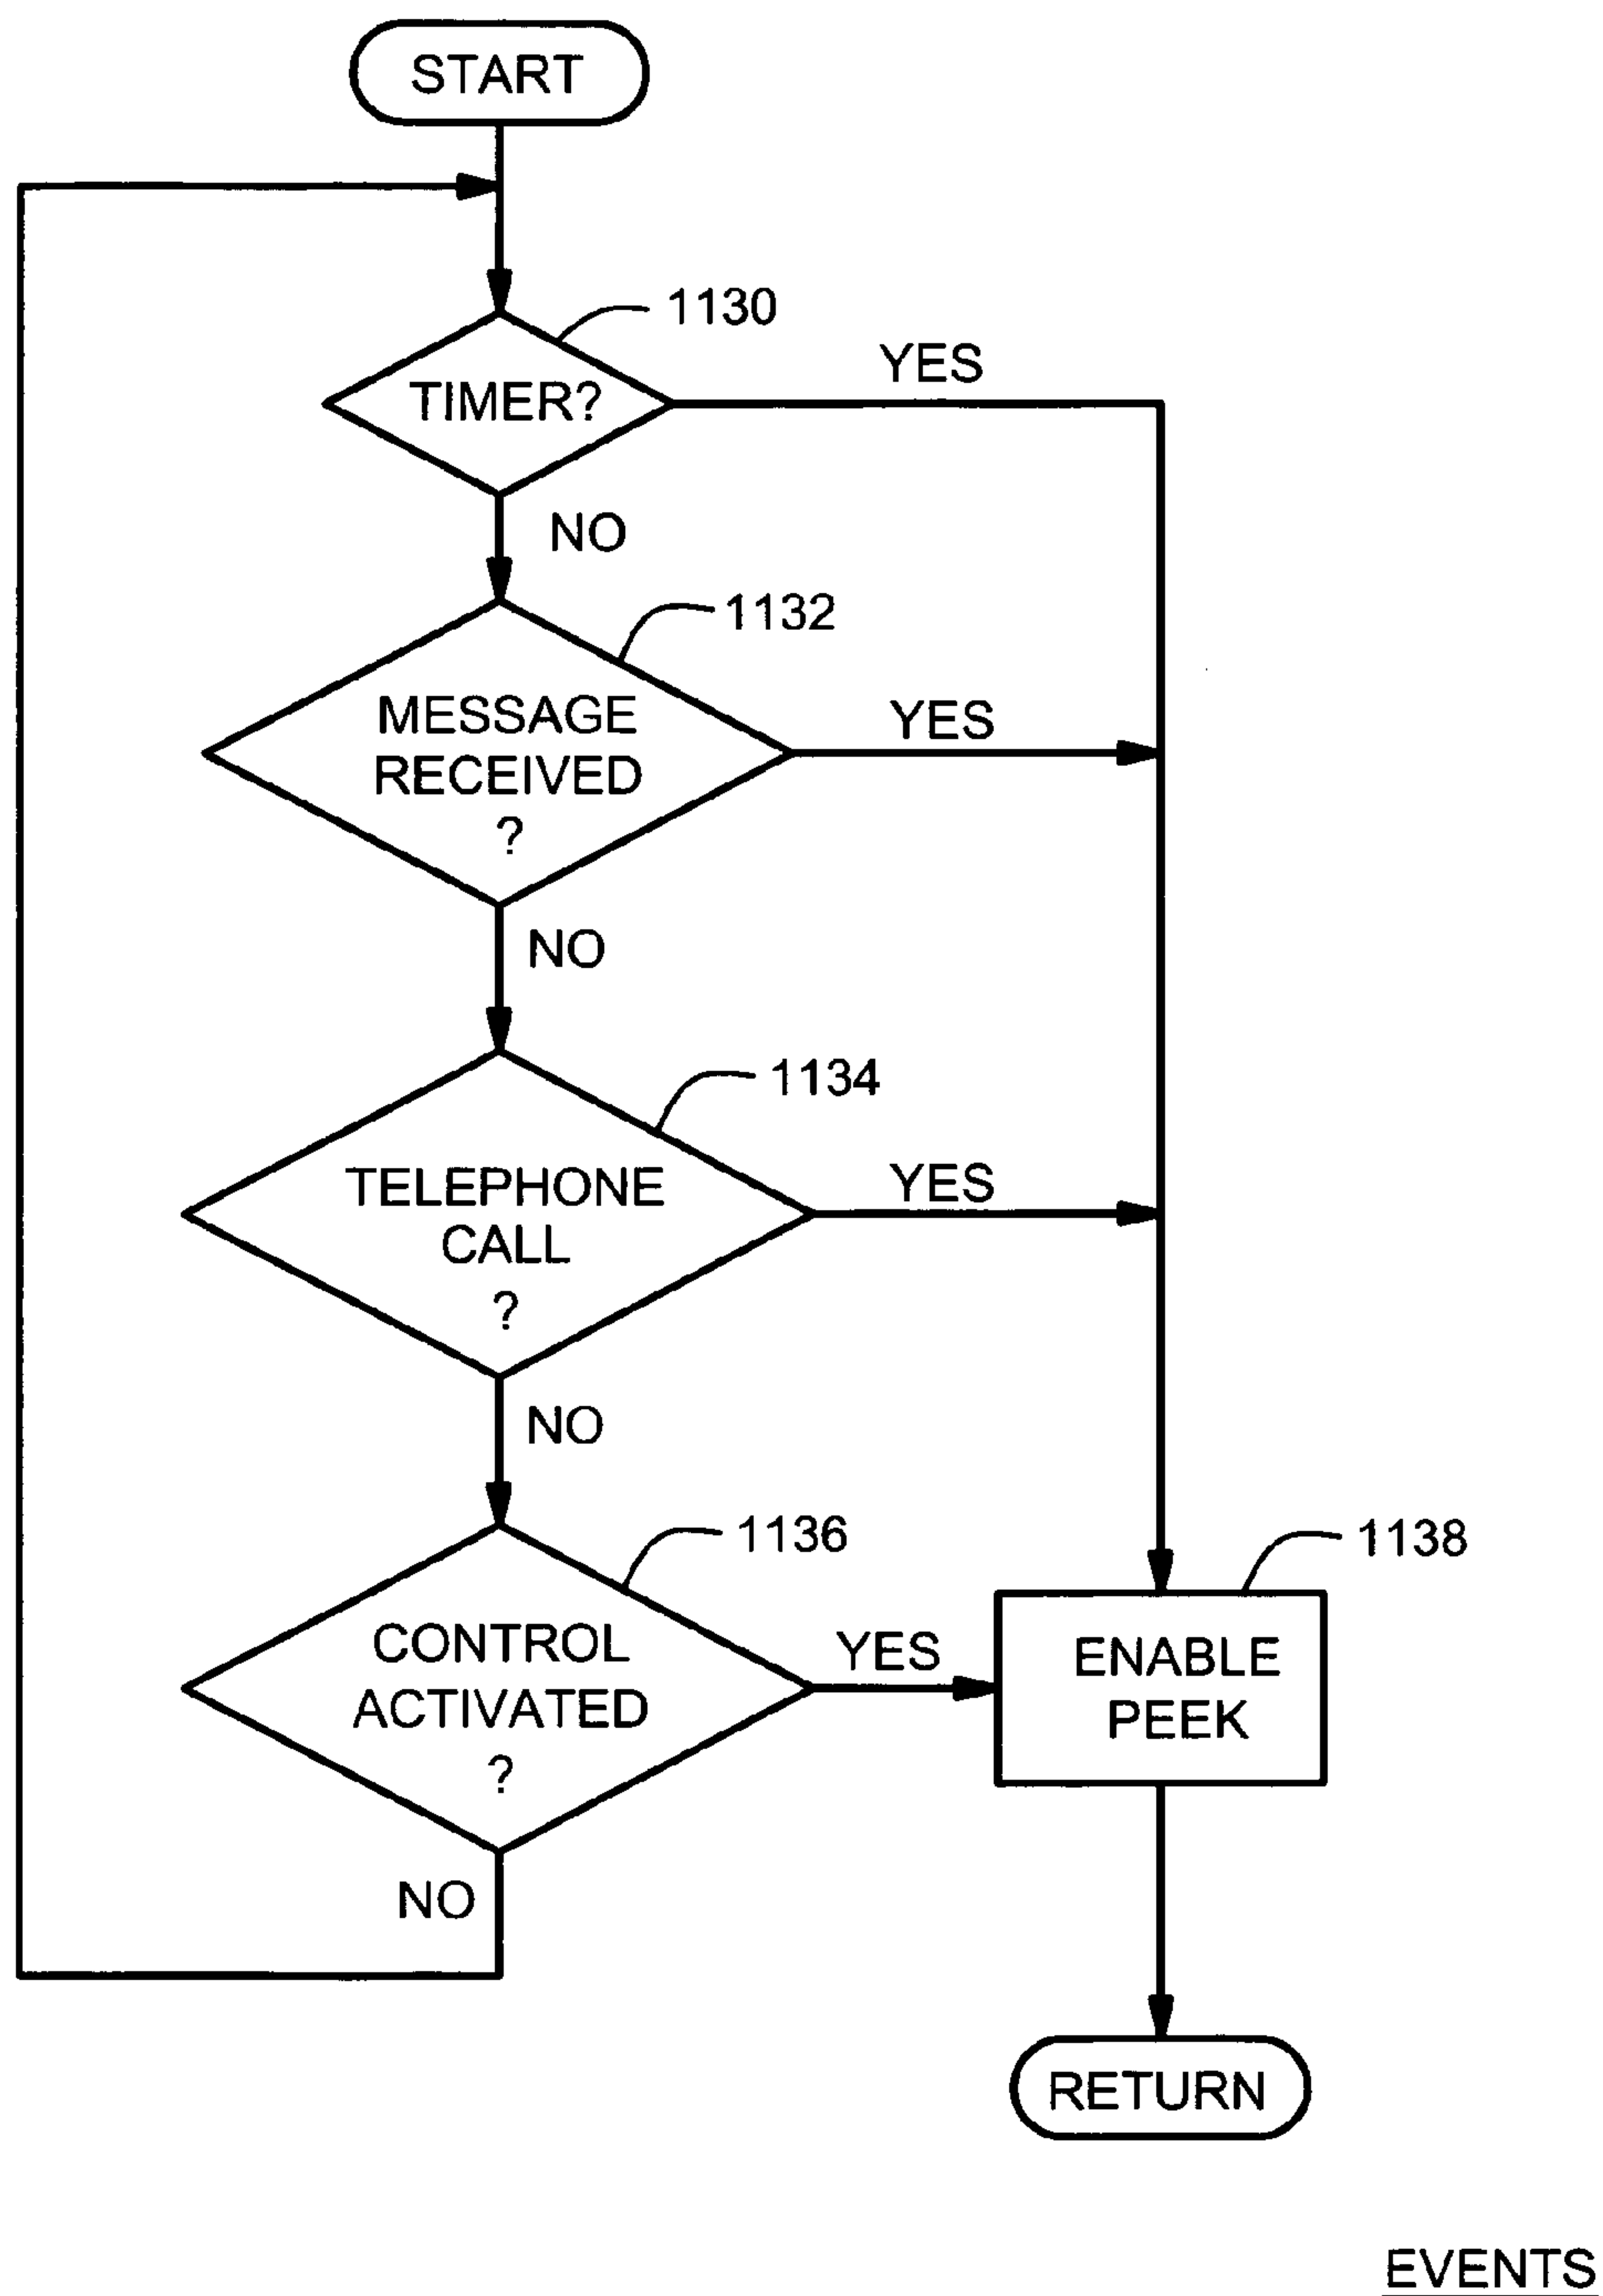 START
1130
TIMER?
YES
NO
1132
MESSAGE
RECEIVED
?
YES
NO
1134
TELEPHONE
CALL
?
YES
NO
1136
CONTROL
ACTIVATED
?
YES
NO
1138
ENABLE
PEEK
RETURN
EVENTS